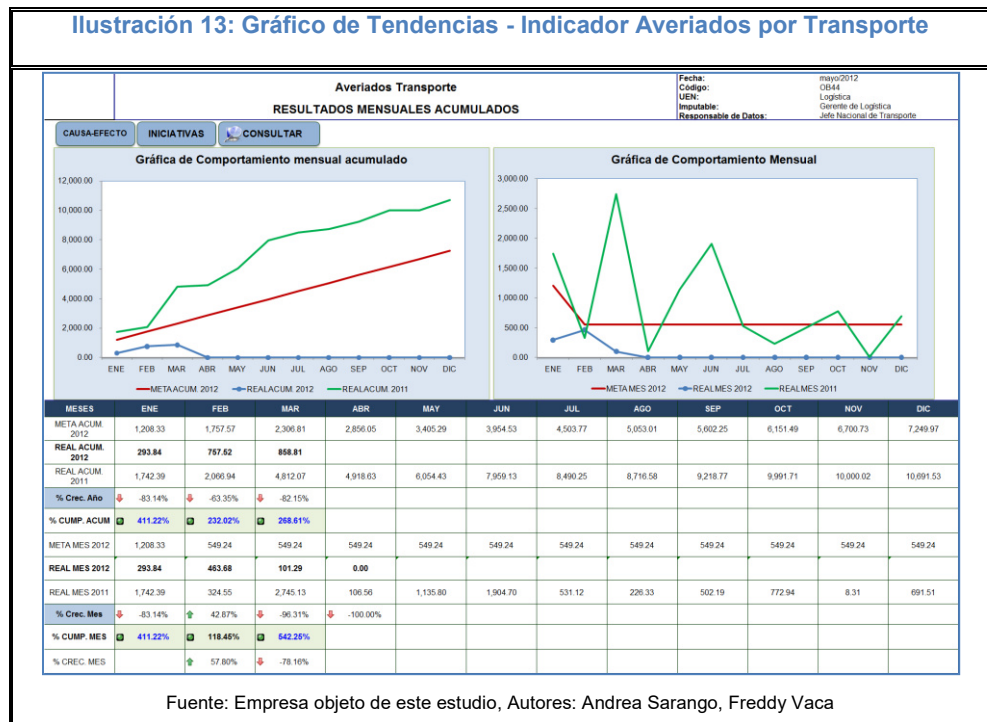 Ilustración 13: Gráfico de Tendencias - Indicador Averiados por Transporte
Averiados Transporte
RESULTADOS MENSUALES ACUMULADOS
Fecha: mayo/2012
Código: OB44
UEN: Logística
Imputable: Gerente de Logística
Responsable de Datos: Jefe Nacional de Transporte
CAUSA-EFECTO INICIATIVAS CONSULTAR
Gráfica de Comportamiento mensual acumulado
12,000.00
10,000.00
8,000.00
6,000.00
4,000.00
2,000.00
0.00
ENE FEB MAR ABR MAY JUN JUL AGO SEP OCT NOV DIC
META ACUM. 2012 REAL ACUM. 2012 REAL ACUM. 2011
Gráfica de Comportamiento Mensual
3,000.00
2,500.00
2,000.00
1,500.00
1,000.00
500.00
0.00
ENE FEB MAR ABR MAY JUN JUL AGO SEP OCT NOV DIC
META MES 2012 REAL MES 2012 REAL MES 2011
MESES ENE FEB MAR ABR MAY JUN JUL AGO SEP OCT NOV DIC
META ACUM. 2012 1,208.33 1,757.57 2,306.81 2,856.05 3,405.29 3,954.53 4,503.77 5,053.01 5,602.25 6,151.49 6,700.73 7,249.97
REAL ACUM. 2012 293.84 757.52 858.81
REAL ACUM. 2011 1,742.39 2,066.94 4,812.07 4,918.63 6,054.43 7,959.13 8,490.25 8,716.58 9,218.77 9,991.71 10,000.02 10,691.53
% Crec. Año -83.14% -63.35% -82.15%
% CUMP. ACUM 411.22% 232.02% 268.61%
META MES 2012 1,208.33 549.24 549.24 549.24 549.24 549.24 549.24 549.24 549.24 549.24 549.24 549.24
REAL MES 2012 293.84 463.68 101.29 0.00
REAL MES 2011 1,742.39 324.55 2,745.13 106.56 1,135.80 1,904.70 531.12 226.33 502.19 772.94 8.31 691.51
% Crec. Mes -83.14% 42.87% -96.31% -100.00%
% CUMP. MES 411.22% 118.45% 542.25%
% CREC. MES 57.80% -78.16%
Fuente: Empresa objeto de este estudio, Autores: Andrea Sarango, Freddy Vaca